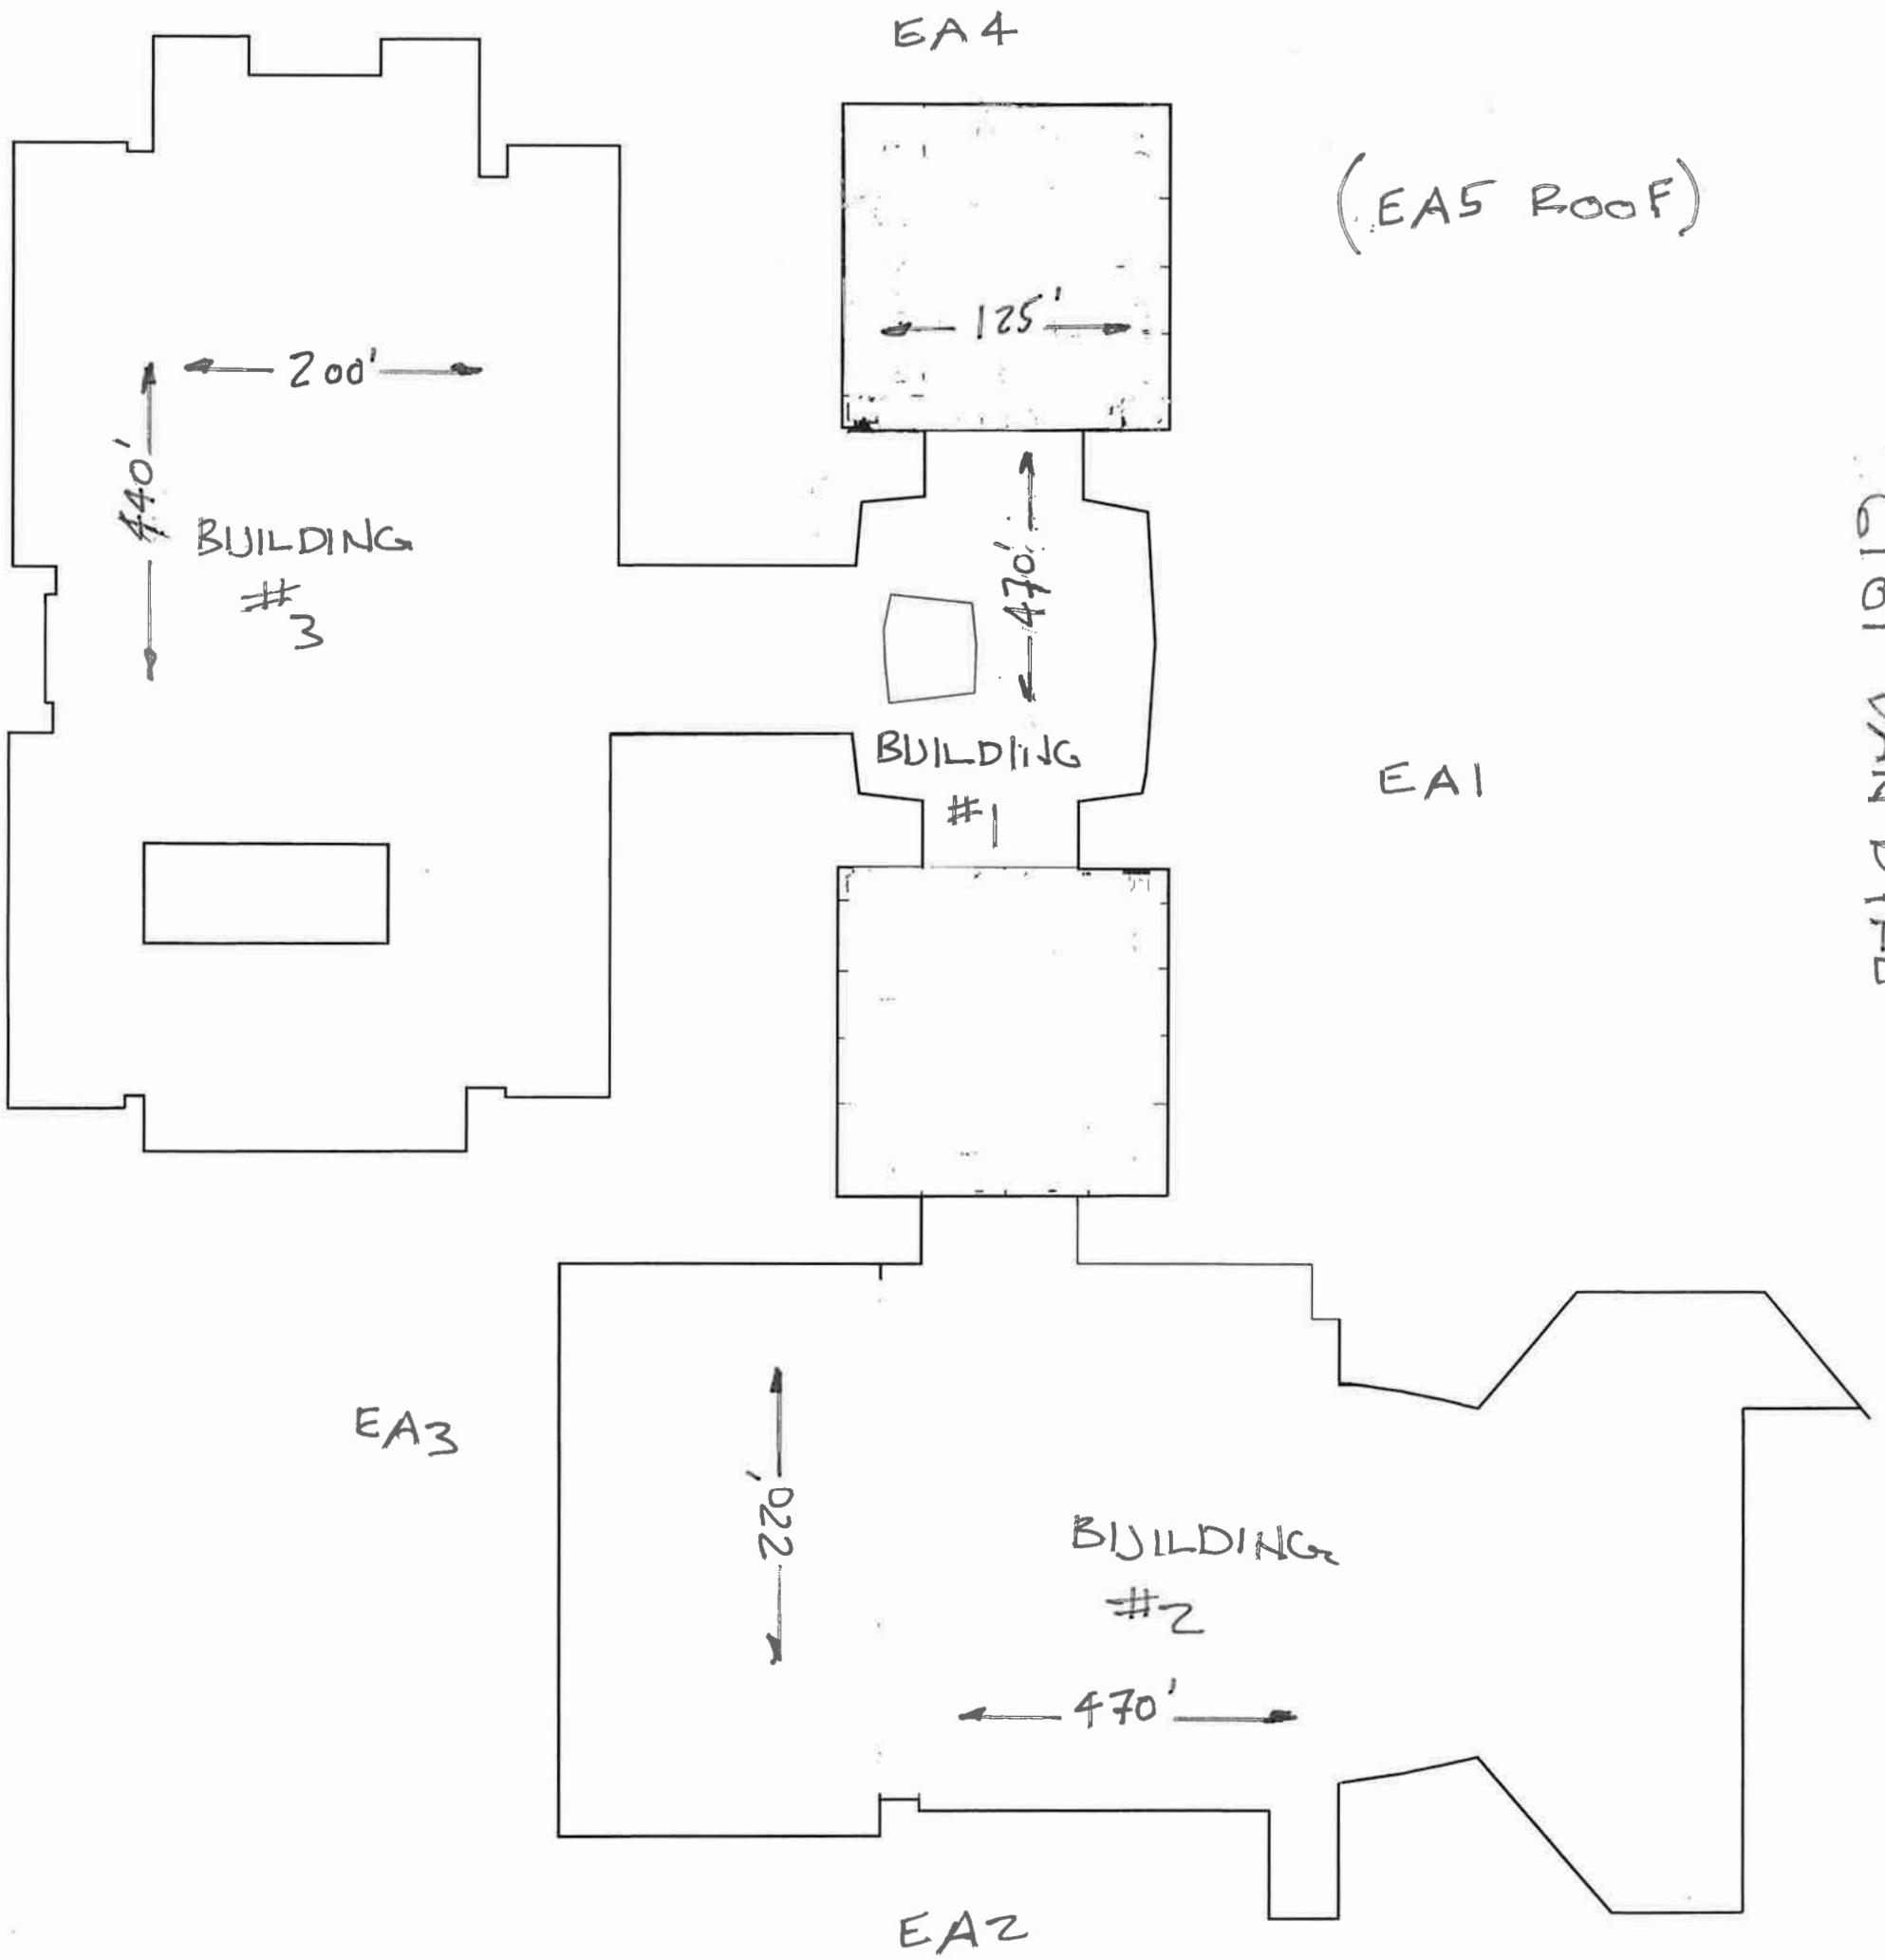 EA4
(EA5 ROOF)
125'
200'
440'
470'
BUILDING
#3
BUILDING
#1
EA1
EA3
220'
BUILDING
#2
470'
EA2